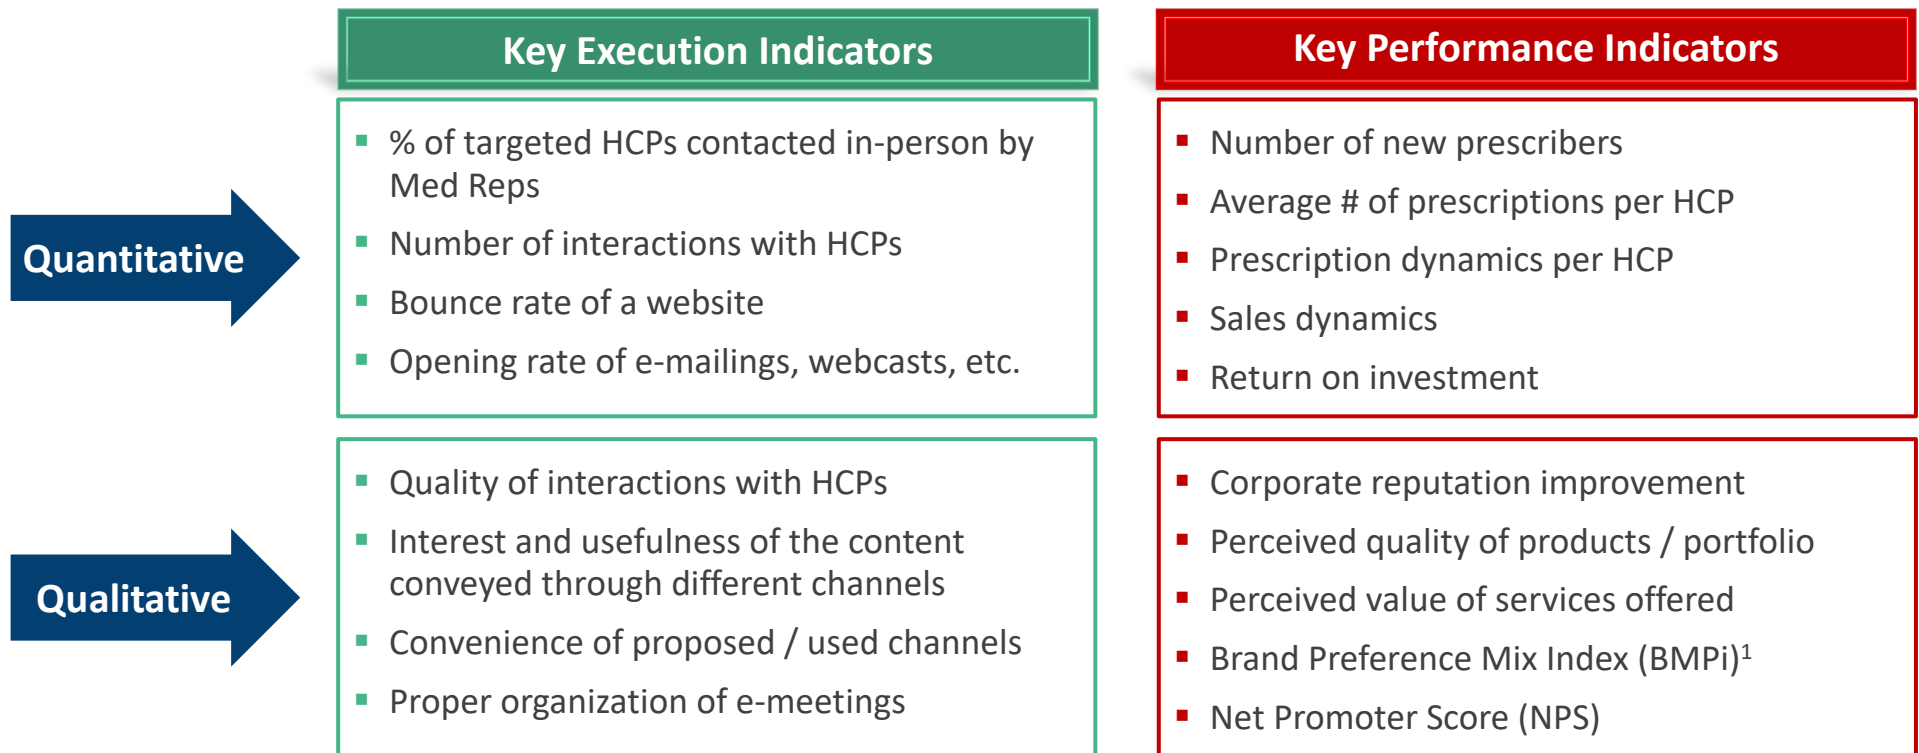 Key Execution Indicators
Key Performance Indicators
Quantitative
▪ % of targeted HCPs contacted in-person by
Med Reps
▪ Number of interactions with HCPs
▪ Bounce rate of a website
▪ Opening rate of e-mailings, webcasts, etc.
▪ Number of new prescribers
▪ Average # of prescriptions per HCP
▪ Prescription dynamics per HCP
▪ Sales dynamics
▪ Return on investment
Qualitative
▪ Quality of interactions with HCPs
▪ Interest and usefulness of the content
conveyed through different channels
▪ Convenience of proposed / used channels
▪ Proper organization of e-meetings
▪ Corporate reputation improvement
▪ Perceived quality of products / portfolio
▪ Perceived value of services offered
▪ Brand Preference Mix Index (BMPi)¹
▪ Net Promoter Score (NPS)